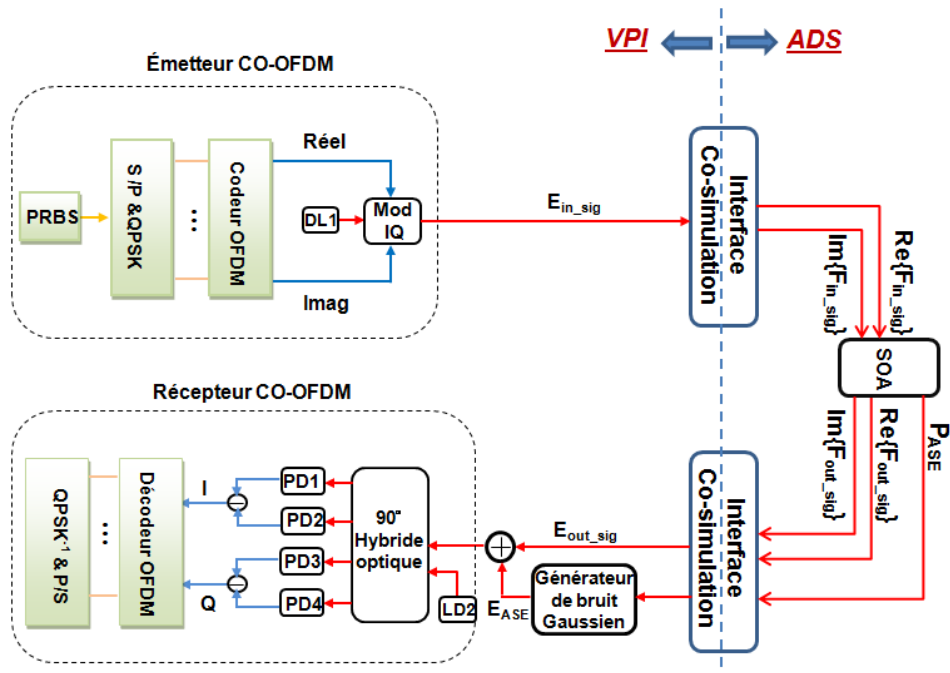 VPI
ADS
Émetteur CO-OFDM
PRBS
S /P &QPSK
...
Codeur OFDM
Réel
Imag
DL1
Mod
IQ
E_in_sig
Interface
Co-simulation
Re{F_in_sig}
Im{F_in_sig}
SOA
Im{F_out_sig}
Re{F_out_sig}
P_ASE
Interface
Co-simulation
E_out_sig
Générateur
de bruit
Gaussien
E_ASE
+
Récepteur CO-OFDM
90°
Hybride
optique
LD2
PD1
PD2
PD3
PD4
I
Q
Décodeur OFDM
...
QPSK⁻¹ & P/S